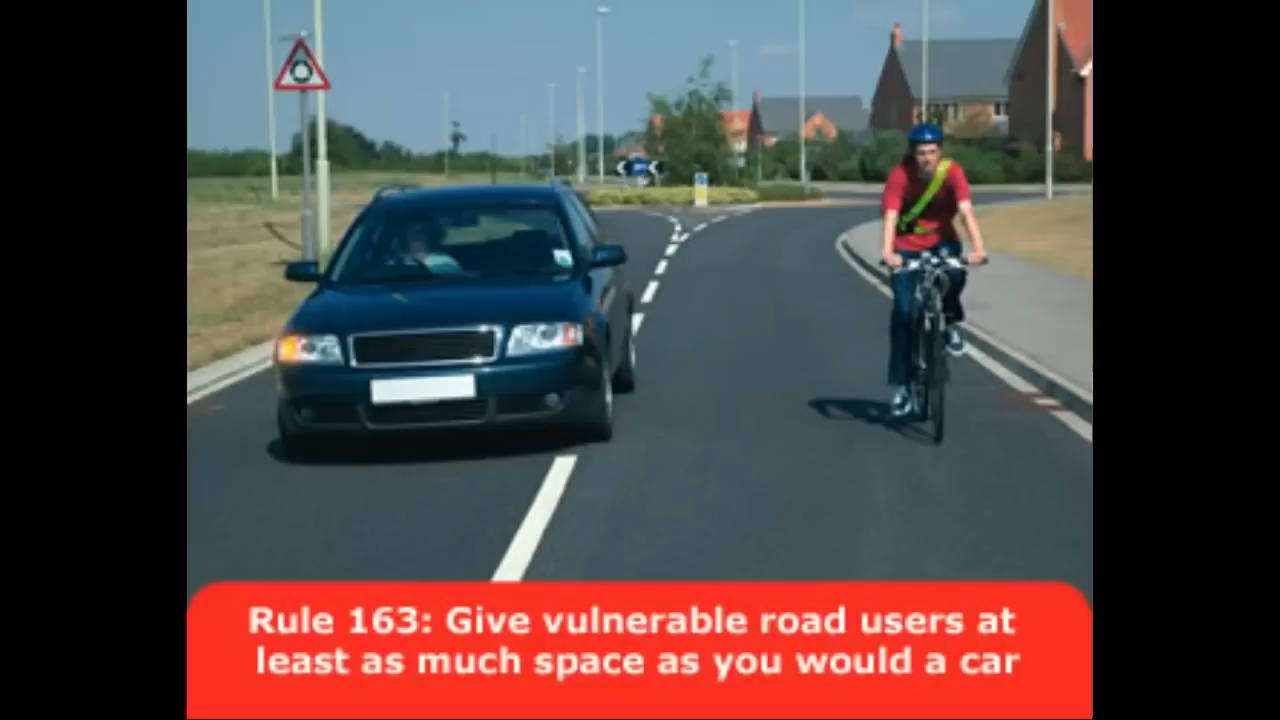 Rule 163: Give vulnerable road users at
least as much space as you would a car